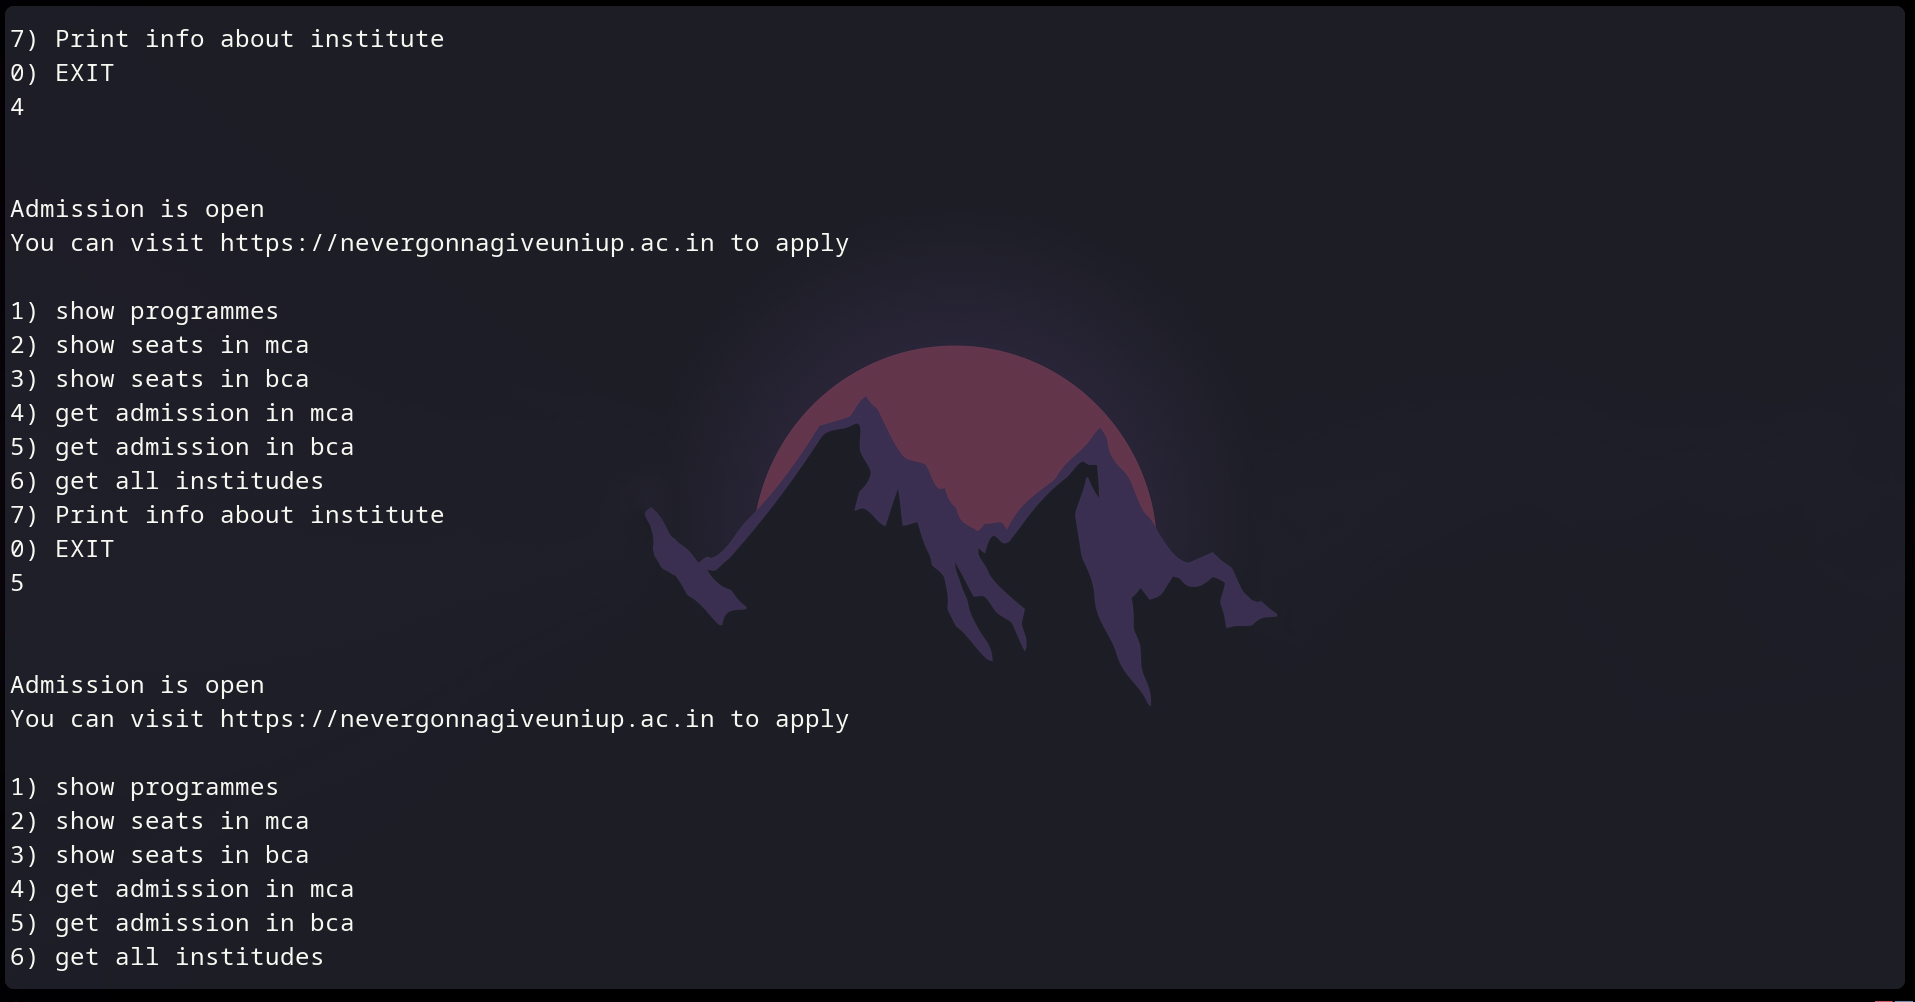 7) Print info about institute
0) EXIT
4
Admission is open
You can visit https://nevergonnagiveuniup.ac.in to apply
1) show programmes
2) show seats in mca
3) show seats in bca
4) get admission in mca
5) get admission in bca
6) get all institudes
7) Print info about institute
0) EXIT
5
Admission is open
You can visit https://nevergonnagiveuniup.ac.in to apply
1) show programmes
2) show seats in mca
3) show seats in bca
4) get admission in mca
5) get admission in bca
6) get all institudes